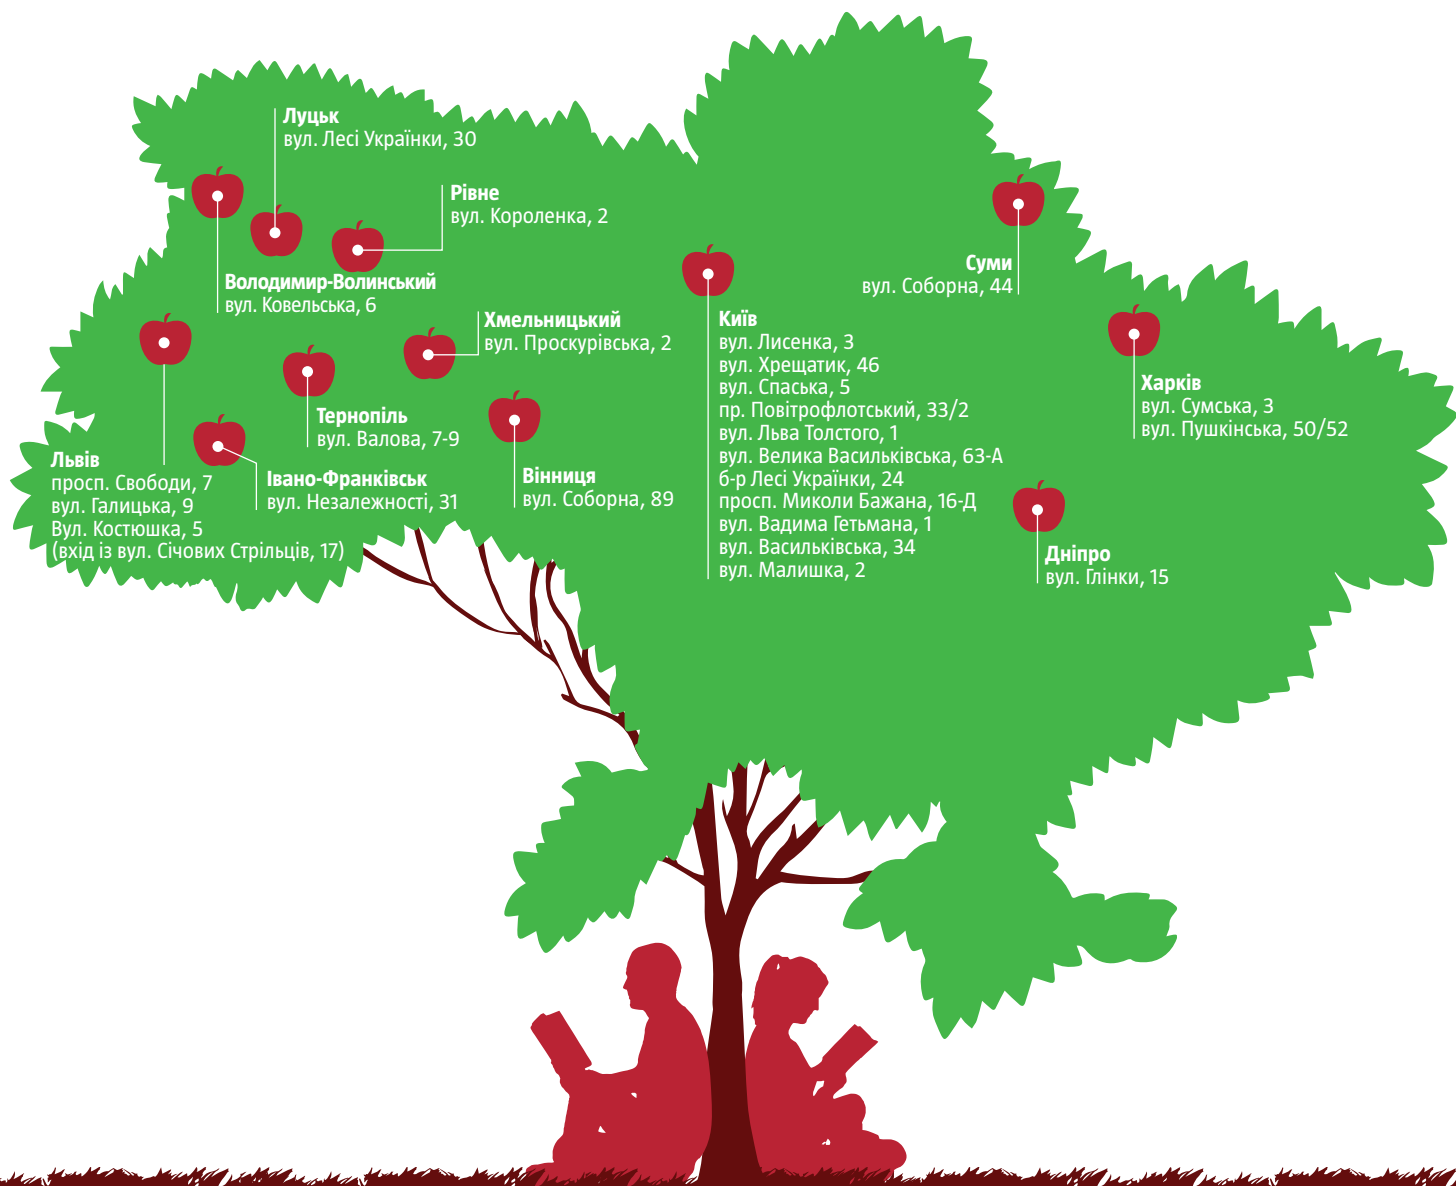 Луцьк
вул. Лесі Українки, 30
Рівне
вул. Короленка, 2
Володимир-Волинський
вул. Ковельська, 6
Хмельницький
вул. Проскурівська, 2
Тернопіль
вул. Валова, 7-9
Львів
просп. Свободи, 7
вул. Галицька, 9
Вул. Костюшка, 5
(вхід із вул. Січових Стрільців, 17)
Івано-Франківськ
вул. Незалежності, 31
Вінниця
вул. Соборна, 89
Київ
вул. Лисенка, 3
вул. Хрещатик, 46
вул. Спаська, 5
пр. Повітрофлотський, 33/2
вул. Льва Толстого, 1
вул. Велика Васильківська, 63-А
б-р Лесі Українки, 24
просп. Миколи Бажана, 16-Д
вул. Вадима Гетьмана, 1
вул. Васильківська, 34
вул. Малишка, 2
Суми
вул. Соборна, 44
Харків
вул. Сумська, 3
вул. Пушкінська, 50/52
Дніпро
вул. Глінки, 15